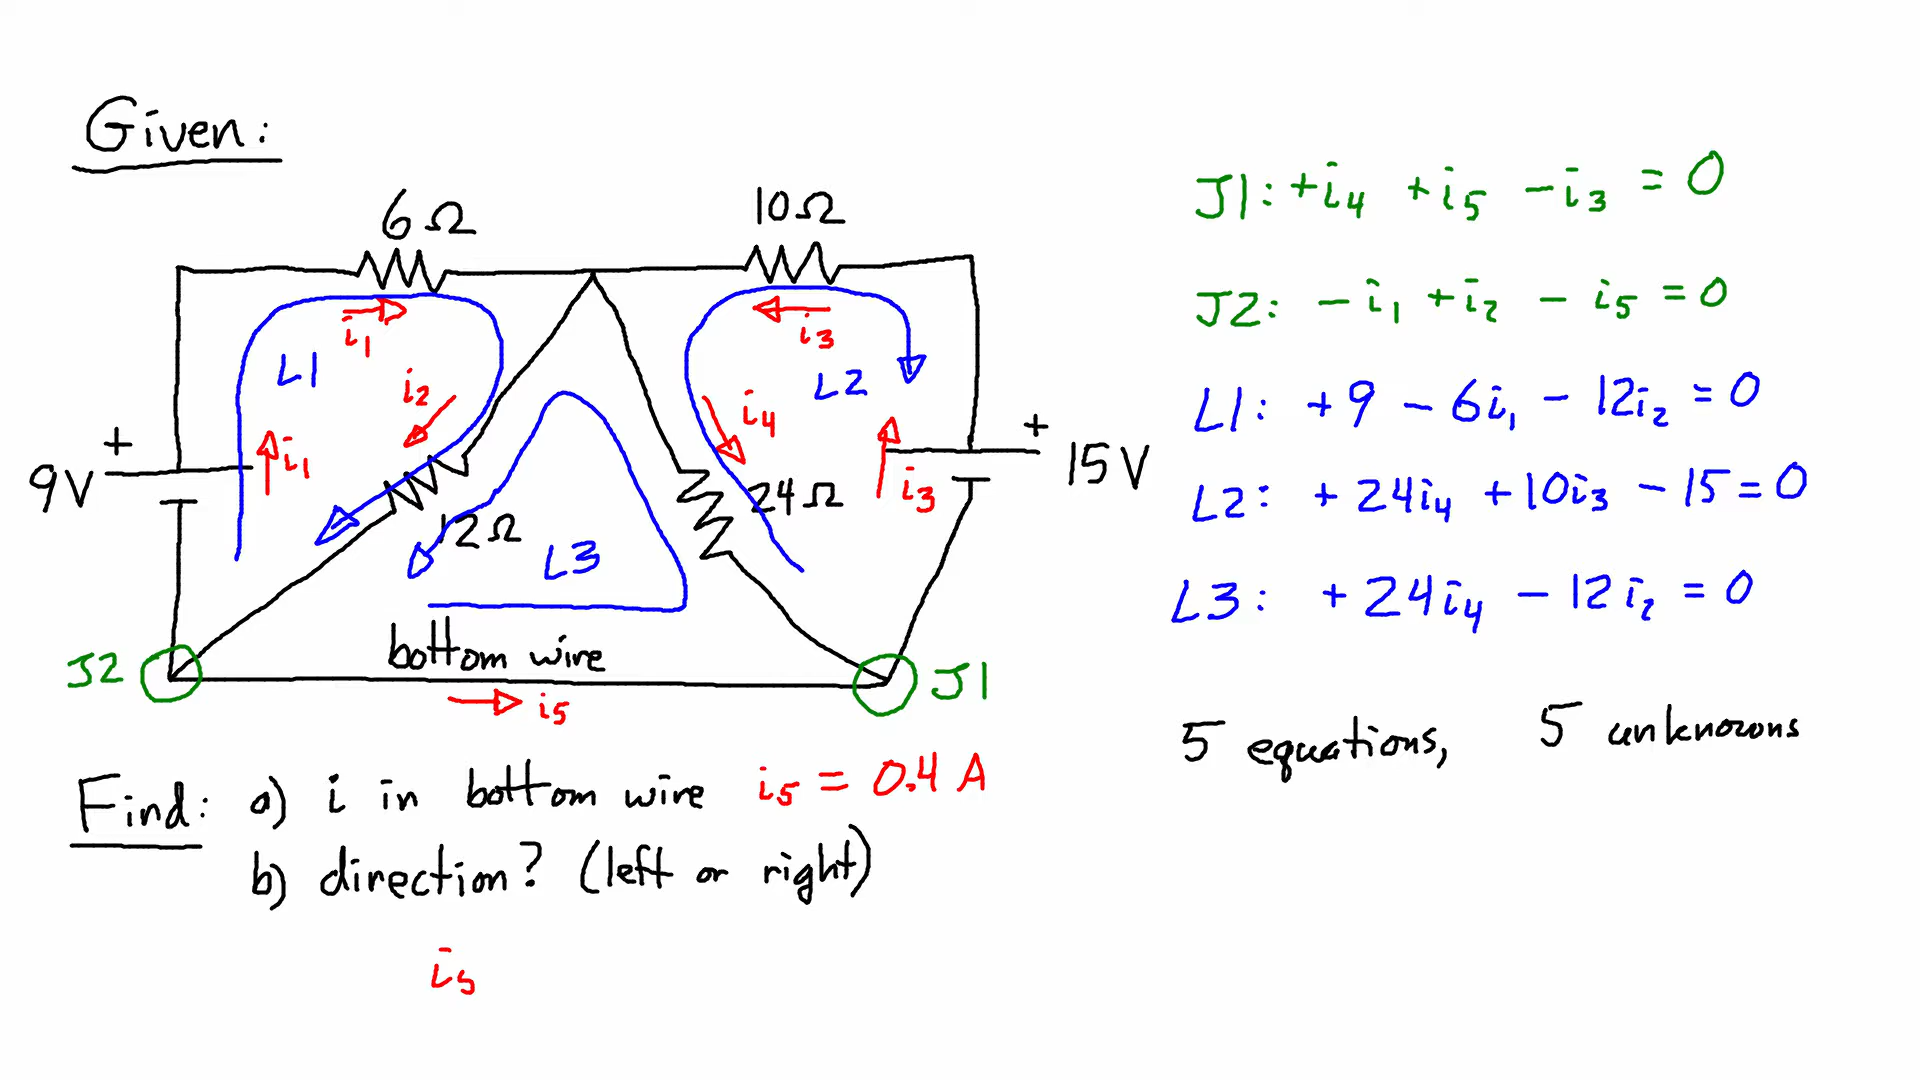 Given:
6Ω
10Ω
i₁
i₃
L1
L2
i₂
i₄
+
+
i₁
9V
15V
24Ω
i₃
12Ω
L3
bottom wire
J2
J1
i₅
Find: a) i in bottom wire i₅ = 0.4 A
b) direction? (left or right)
i₅
J1: +i₄ +i₅ -i₃ = 0
J2: -i₁ +i₂ - i₅ = 0
L1: +9 - 6i₁ - 12i₂ = 0
L2: +24i₄ +10i₃ -15 = 0
L3: +24i₄ - 12i₂ = 0
5 equations, 5 unknowns